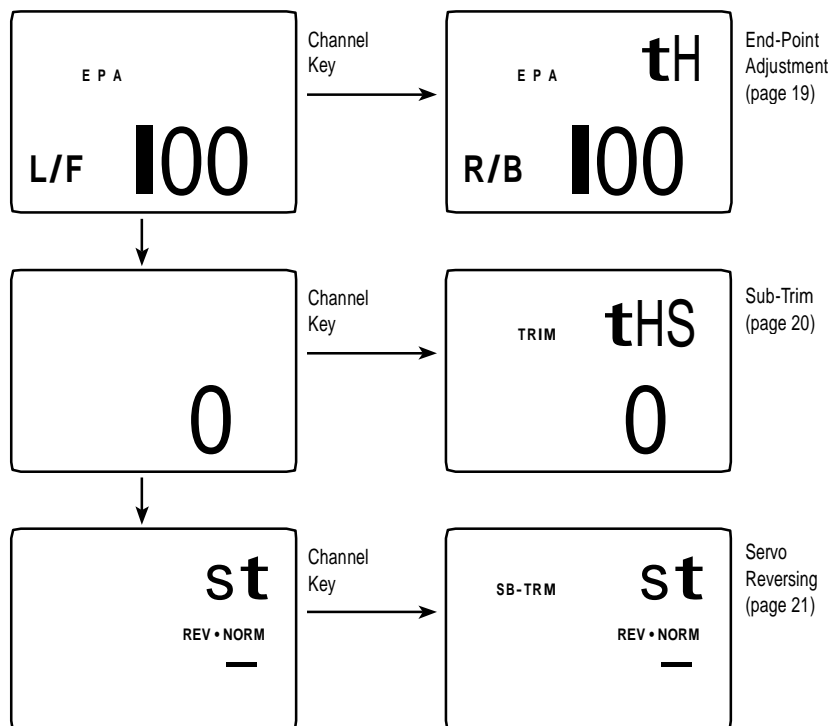 EPA
L/F 100
Channel
Key
EPA tH
R/B 100
End-Point
Adjustment
(page 19)
0
Channel
Key
TRIM tHS
0
Sub-Trim
(page 20)
st
REV•NORM
Channel
Key
SB-TRM st
REV•NORM
Servo
Reversing
(page 21)